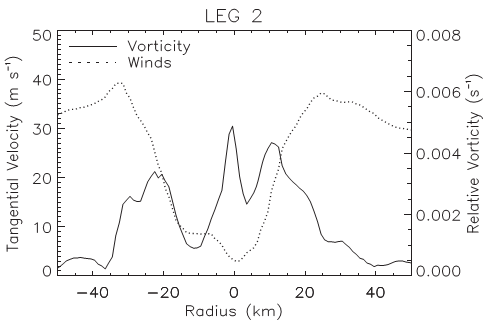 LEG 2
Vorticity
Winds
50
40
30
20
10
0
Tangential Velocity (m s⁻¹)
0.008
0.006
0.004
0.002
0.000
Relative Vorticity (s⁻¹)
−40 −20 0 20 40
Radius (km)